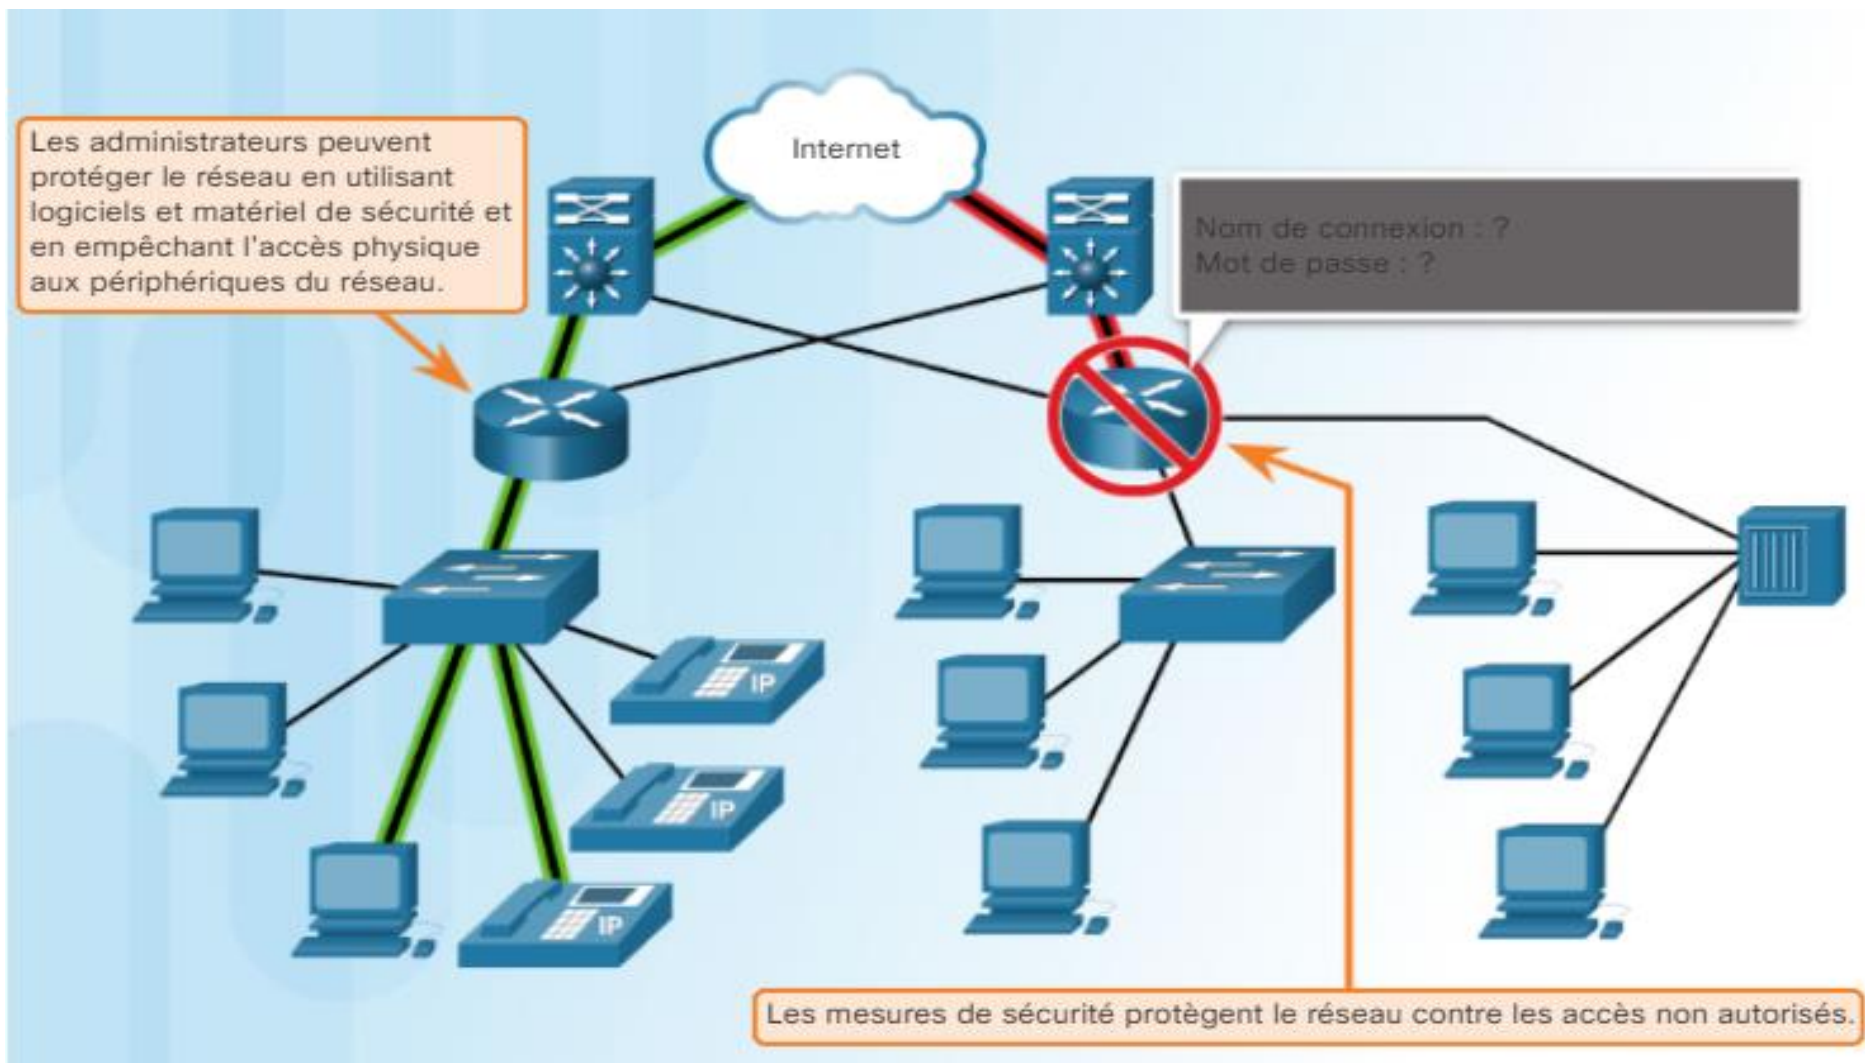 Les administrateurs peuvent
protéger le réseau en utilisant
logiciels et matériel de sécurité et
en empêchant l'accès physique
aux périphériques du réseau.
Internet
Nom de connexion : ?
Mot de passe : ?
IP
IP
IP
Les mesures de sécurité protègent le réseau contre les accès non autorisés.